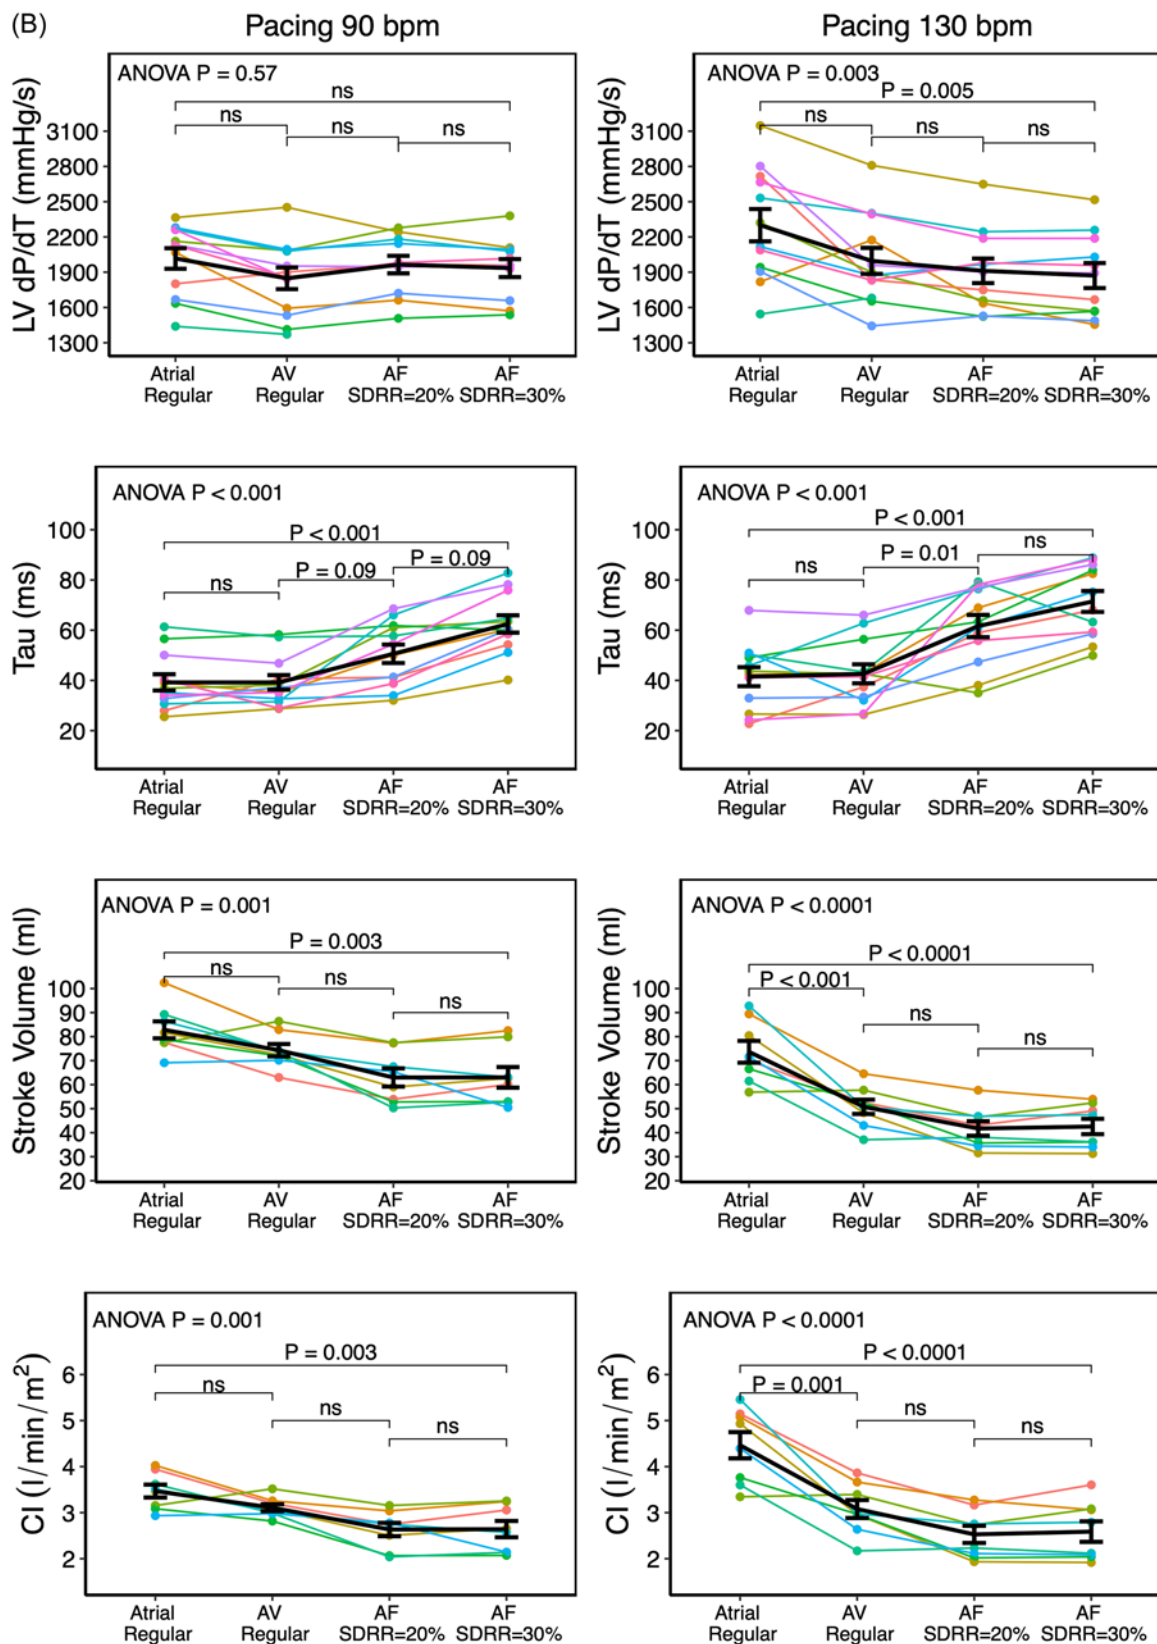 (B)
Pacing 90 bpm
Pacing 130 bpm
LV dP/dT (mmHg/s)
ANOVA P = 0.57
ns
ns
ns
ns
3100
2800
2500
2200
1900
1600
1300
Atrial Regular
AV Regular
AF SDRR=20%
AF SDRR=30%
LV dP/dT (mmHg/s)
ANOVA P = 0.003
P = 0.005
ns
ns
ns
3100
2800
2500
2200
1900
1600
1300
Atrial Regular
AV Regular
AF SDRR=20%
AF SDRR=30%
Tau (ms)
ANOVA P < 0.001
P < 0.001
ns
P = 0.09
P = 0.09
100
80
60
40
20
Atrial Regular
AV Regular
AF SDRR=20%
AF SDRR=30%
Tau (ms)
ANOVA P < 0.001
P < 0.001
ns
P = 0.01
ns
100
80
60
40
20
Atrial Regular
AV Regular
AF SDRR=20%
AF SDRR=30%
Stroke Volume (ml)
ANOVA P = 0.001
P = 0.003
ns
ns
ns
100
90
80
70
60
50
40
30
20
Atrial Regular
AV Regular
AF SDRR=20%
AF SDRR=30%
Stroke Volume (ml)
ANOVA P < 0.0001
P < 0.0001
P < 0.001
ns
ns
100
90
80
70
60
50
40
30
20
Atrial Regular
AV Regular
AF SDRR=20%
AF SDRR=30%
CI (l/min/m²)
ANOVA P = 0.001
P = 0.003
ns
ns
ns
6
5
4
3
2
Atrial Regular
AV Regular
AF SDRR=20%
AF SDRR=30%
CI (l/min/m²)
ANOVA P < 0.0001
P < 0.0001
P = 0.001
ns
ns
6
5
4
3
2
Atrial Regular
AV Regular
AF SDRR=20%
AF SDRR=30%